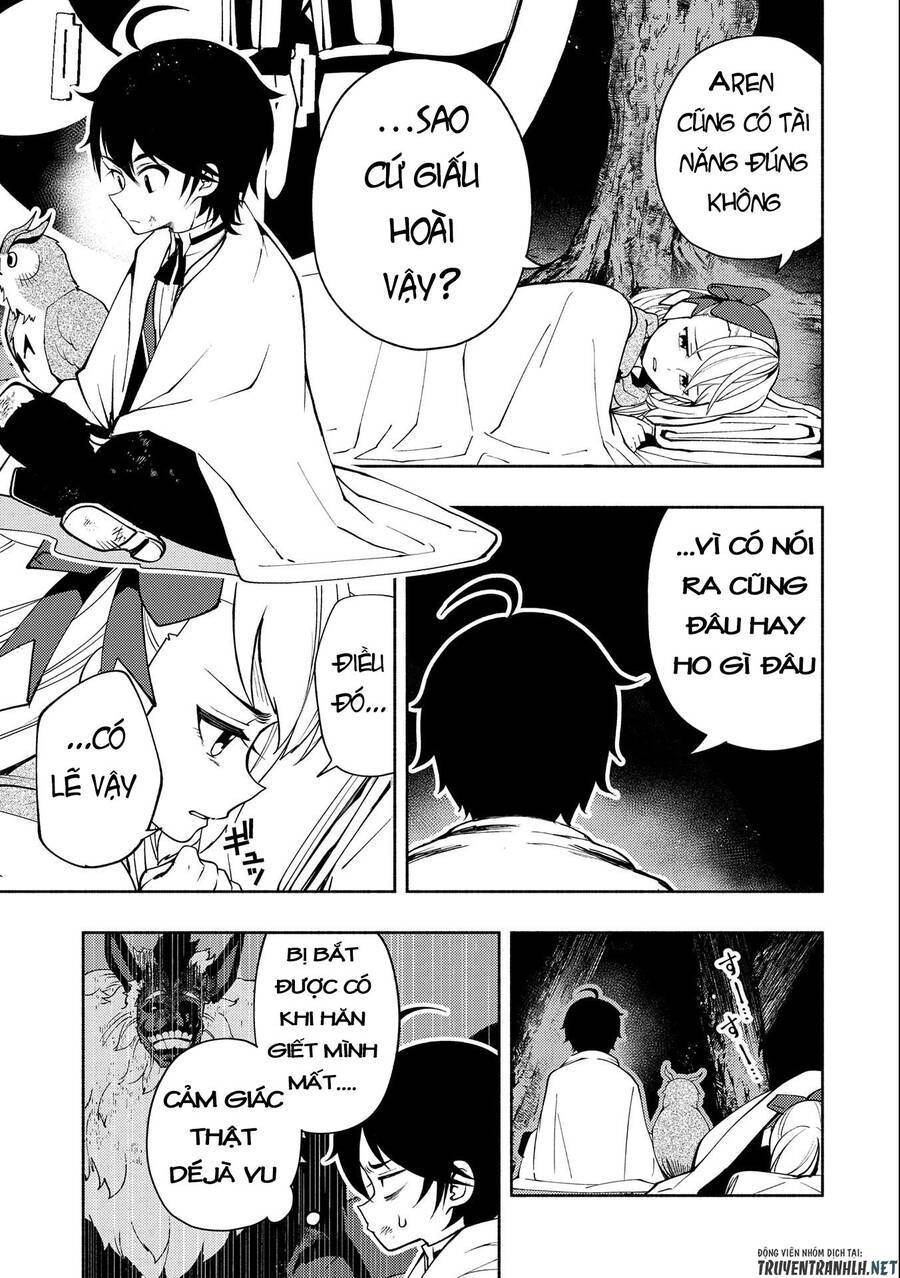 AREN
CŨNG CÓ TÀI
NĂNG ĐÚNG
KHÔNG
...SAO
CỨ GIẤU
HOÀI
VẬY?
...VÌ CÓ NÓI
RA CŨNG
ĐÂU HAY
HO GÌ ĐÂU
ĐIỀU
ĐÓ...
...CÓ
LẼ VẬY
ギュッ
すー...すー...
BỊ BẮT
ĐƯỢC CÓ
KHI HĂN
GIẾT MÌNH
MẤT....
CẢM GIÁC
THẬT
DÉJÀ VU
ĐỘNG VIÊN NHÓM DỊCH TẠI:
TRUYENTRANHLH.NET